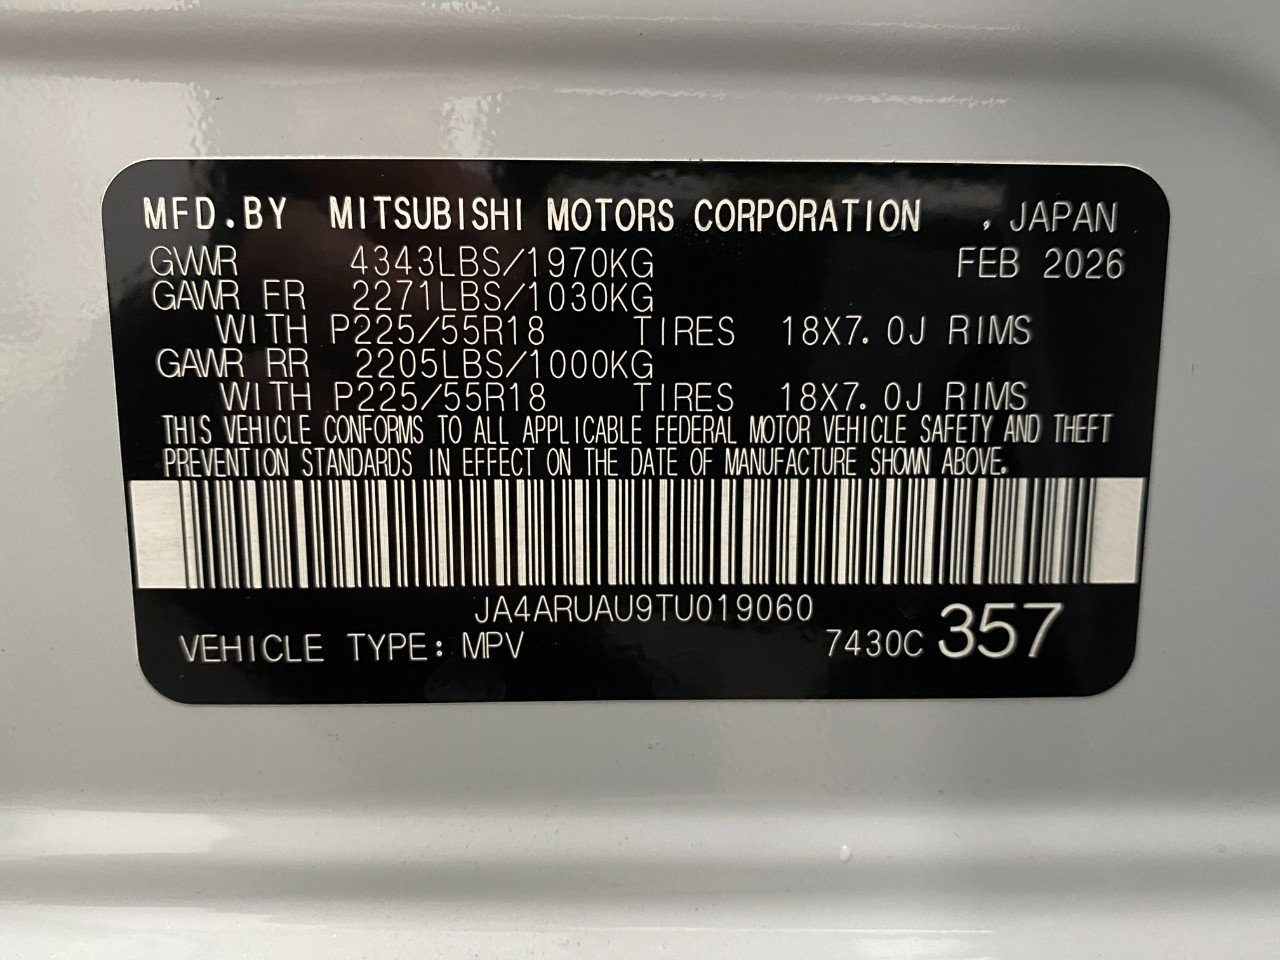 MFD.BY MITSUBISHI MOTORS CORPORATION , JAPAN
GVWR 4343LBS/1970KG FEB 2026
GAWR FR 2271LBS/1030KG
WITH P225/55R18 TIRES 18X7.0J RIMS
GAWR RR 2205LBS/1000KG
WITH P225/55R18 TIRES 18X7.0J RIMS
THIS VEHICLE CONFORMS TO ALL APPLICABLE FEDERAL MOTOR VEHICLE SAFETY AND THEFT
PREVENTION STANDARDS IN EFFECT ON THE DATE OF MANUFACTURE SHOWN ABOVE.
JA4ARUAU9TU019060
VEHICLE TYPE: MPV 7430C 357